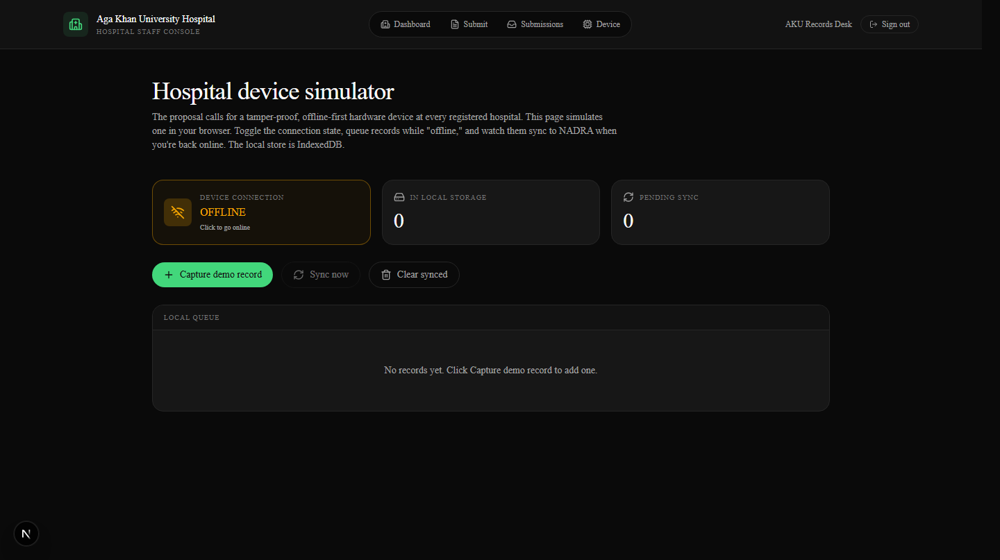 Aga Khan University Hospital
HOSPITAL STAFF CONSOLE
Dashboard
Submit
Submissions
Device
AKU Records Desk
Sign out
Hospital device simulator
The proposal calls for a tamper-proof, offline-first hardware device at every registered hospital. This page simulates
one in your browser. Toggle the connection state, queue records while "offline," and watch them sync to NADRA when
you're back online. The local store is IndexedDB.
DEVICE CONNECTION
OFFLINE
Click to go online
IN LOCAL STORAGE
0
PENDING SYNC
0
Capture demo record
Sync now
Clear synced
LOCAL QUEUE
No records yet. Click Capture demo record to add one.
N